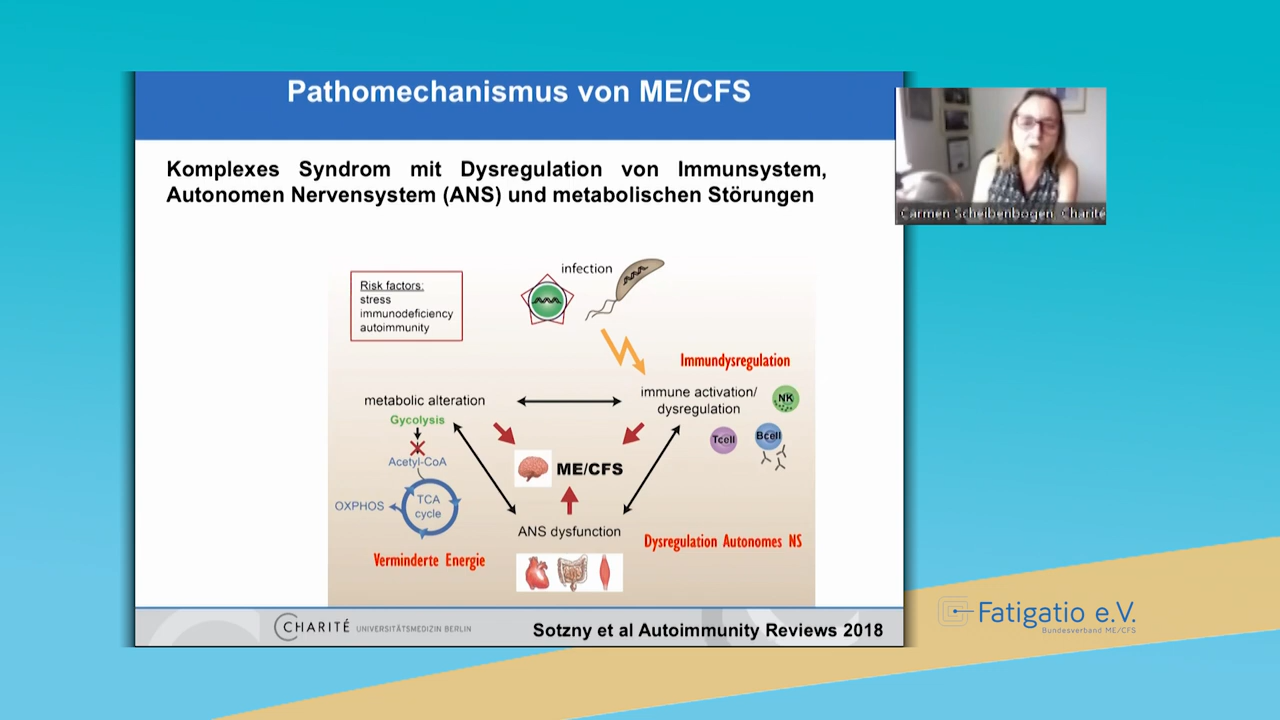 Pathomechanismus von ME/CFS
Komplexes Syndrom mit Dysregulation von Immunsystem,
Autonomen Nervensystem (ANS) und metabolischen Störungen
Carmen Scheibenbogen, Charité
infection
Risk factors:
stress
immunodeficiency
autoimmunity
Immundysregulation
metabolic alteration
immune activation/
dysregulation
NK
Gycolysis
Tcell
Bcell
Acetyl-CoA
ME/CFS
OXPHOS
TCA
cycle
ANS dysfunction
Dysregulation Autonomes NS
Verminderte Energie
CHARITÉ UNIVERSITÄTSMEDIZIN BERLIN
Sotzny et al Autoimmunity Reviews 2018
Fatigatio e.V.
Bundesverband ME/CFS